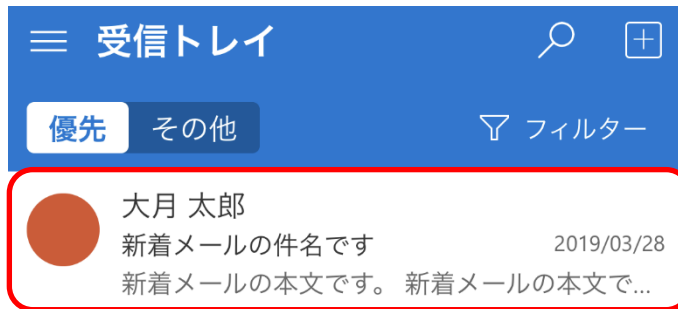 受信トレイ
優先 その他 フィルター
大月 太郎
新着メールの件名です 2019/03/28
新着メールの本文です。 新着メールの本文で...